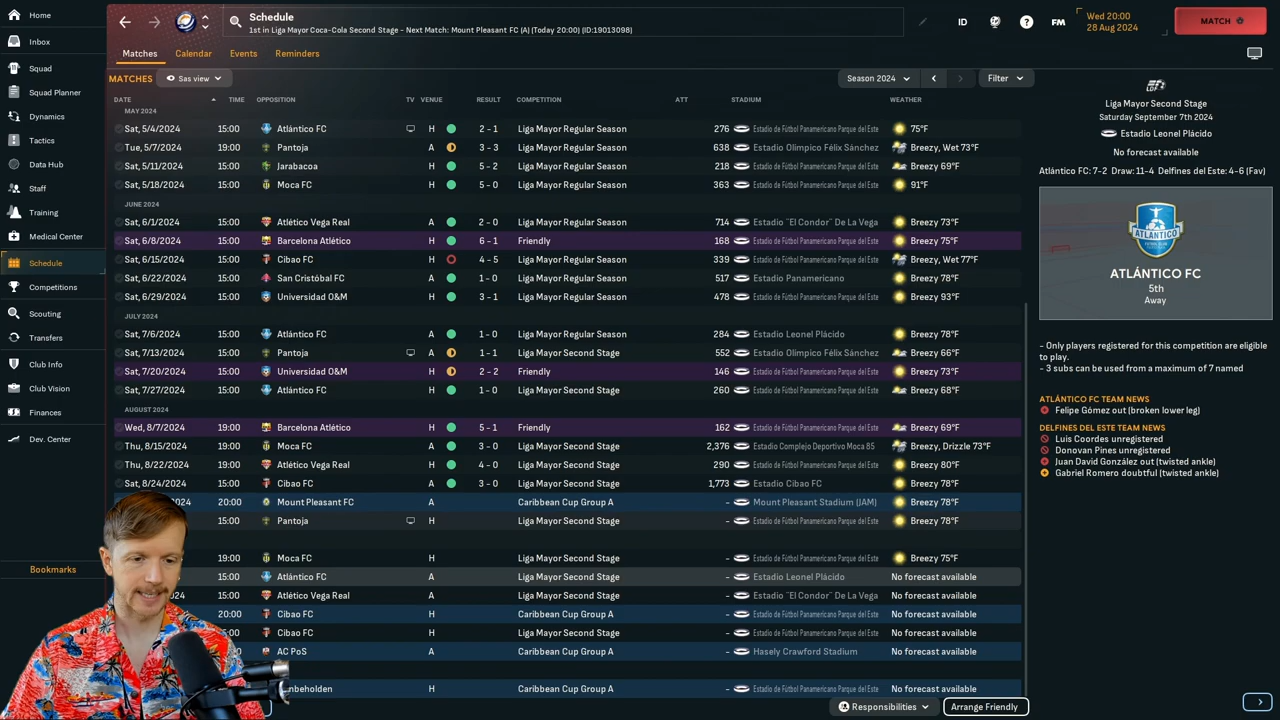 Home
Inbox
Squad
Squad Planner
Dynamics
Tactics
Data Hub
Staff
Training
Medical Center
Schedule
Competitions
Scouting
Transfers
Club Info
Club Vision
Finances
Dev. Center
Bookmarks
Schedule
1st in Liga Mayor Coca-Cola Second Stage - Next Match: Mount Pleasant FC (A) (Today 20:00) (ID:19013098)
ID
FM
Wed 20:00
28 Aug 2024
MATCH
Matches Calendar Events Reminders
MATCHES Sas view Season 2024 Filter
DATE TIME OPPOSITION TV VENUE RESULT COMPETITION ATT STADIUM WEATHER
MAY 2024
Sat, 5/4/2024 15:00 Atlántico FC H 2 - 1 Liga Mayor Regular Season 276 Estadio de Fútbol Panamericano Parque del Este 75°F
Tue, 5/7/2024 19:00 Pantoja A 3 - 3 Liga Mayor Regular Season 638 Estadio Olímpico Félix Sánchez Breezy, Wet 73°F
Sat, 5/11/2024 15:00 Jarabacoa H 5 - 2 Liga Mayor Regular Season 218 Estadio de Fútbol Panamericano Parque del Este Breezy 69°F
Sat, 5/18/2024 15:00 Moca FC H 5 - 0 Liga Mayor Regular Season 363 Estadio de Fútbol Panamericano Parque del Este 91°F
JUNE 2024
Sat, 6/1/2024 15:00 Atlético Vega Real A 2 - 0 Liga Mayor Regular Season 714 Estadio ¨El Condor¨ De La Vega Breezy 73°F
Sat, 6/8/2024 15:00 Barcelona Atlético H 6 - 1 Friendly 168 Estadio de Fútbol Panamericano Parque del Este Breezy 75°F
Sat, 6/15/2024 15:00 Cibao FC H 4 - 5 Liga Mayor Regular Season 339 Estadio de Fútbol Panamericano Parque del Este Breezy, Wet 77°F
Sat, 6/22/2024 15:00 San Cristóbal FC A 1 - 0 Liga Mayor Regular Season 517 Estadio Panamericano Breezy 78°F
Sat, 6/29/2024 15:00 Universidad O&M H 3 - 1 Liga Mayor Regular Season 478 Estadio de Fútbol Panamericano Parque del Este Breezy 93°F
JULY 2024
Sat, 7/6/2024 15:00 Atlántico FC A 1 - 0 Liga Mayor Regular Season 284 Estadio Leonel Plácido Breezy 78°F
Sat, 7/13/2024 15:00 Pantoja A 1 - 1 Liga Mayor Second Stage 552 Estadio Olímpico Félix Sánchez Breezy 66°F
Sat, 7/20/2024 15:00 Universidad O&M H 2 - 2 Friendly 146 Estadio de Fútbol Panamericano Parque del Este Breezy 73°F
Sat, 7/27/2024 15:00 Atlántico FC H 1 - 0 Liga Mayor Second Stage 260 Estadio de Fútbol Panamericano Parque del Este Breezy 68°F
AUGUST 2024
Wed, 8/7/2024 19:00 Barcelona Atlético H 5 - 1 Friendly 162 Estadio de Fútbol Panamericano Parque del Este Breezy 69°F
Thu, 8/15/2024 19:00 Moca FC A 3 - 0 Liga Mayor Second Stage 2,376 Estadio Complejo Deportivo Moca 85 Breezy, Drizzle 73°F
Thu, 8/22/2024 19:00 Atlético Vega Real H 4 - 0 Liga Mayor Second Stage 290 Estadio de Fútbol Panamericano Parque del Este Breezy 80°F
Sat, 8/24/2024 15:00 Cibao FC A 3 - 0 Liga Mayor Second Stage 1,773 Estadio Cibao FC Breezy 78°F
2024 20:00 Mount Pleasant FC A Caribbean Cup Group A - Mount Pleasant Stadium (JAM) Breezy 78°F
15:00 Pantoja H Liga Mayor Second Stage - Estadio de Fútbol Panamericano Parque del Este Breezy 78°F
19:00 Moca FC H Liga Mayor Second Stage - Estadio de Fútbol Panamericano Parque del Este Breezy 75°F
15:00 Atlántico FC A Liga Mayor Second Stage - Estadio Leonel Plácido No forecast available
15:00 Atlético Vega Real A Liga Mayor Second Stage - Estadio ¨El Condor¨ De La Vega No forecast available
20:00 Cibao FC H Caribbean Cup Group A - Estadio de Fútbol Panamericano Parque del Este No forecast available
Cibao FC H Liga Mayor Second Stage - Estadio de Fútbol Panamericano Parque del Este No forecast available
AC PoS A Caribbean Cup Group A - Hasely Crawford Stadium No forecast available
H Caribbean Cup Group A - Estadio de Fútbol Panamericano Parque del Este No forecast available
Responsibilities Arrange Friendly
LDF
Liga Mayor Second Stage
Saturday September 7th 2024
Estadio Leonel Plácido
No forecast available
Atlántico FC: 7-2 Draw: 11-4 Delfines del Este: 4-6 (Fav)
ATLANTICO
ATLÁNTICO FC
5th
Away
- Only players registered for this competition are eligible
to play.
- 3 subs can be used from a maximum of 7 named
ATLÁNTICO FC TEAM NEWS
Felipe Gómez out (broken lower leg)
DELFINES DEL ESTE TEAM NEWS
Luis Coordes unregistered
Donovan Pines unregistered
Juan David González out (twisted ankle)
Gabriel Romero doubtful (twisted ankle)